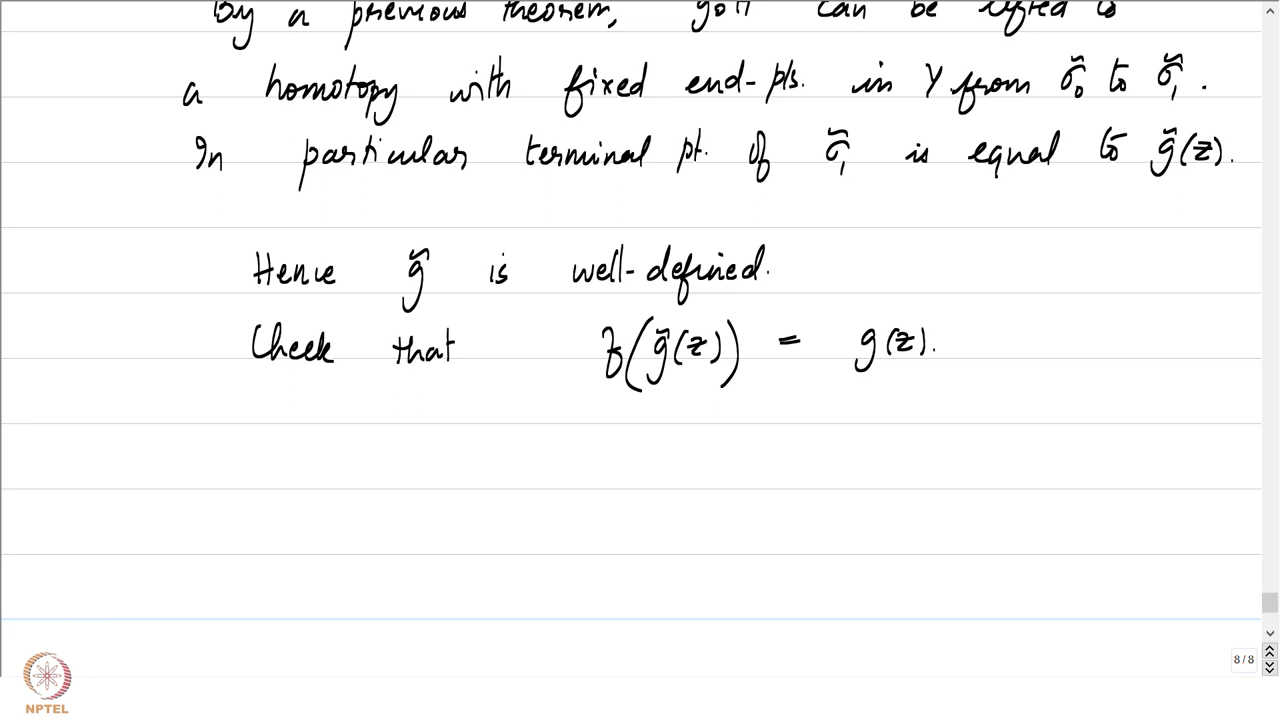 By a previous theorem, g∘H can be lifted to
a homotopy with fixed end-pts. in Y from σ̃₀ to σ̃₁.
In particular terminal pt. of σ̃₁ is equal to g̃(z).
Hence g̃ is well-defined.
Check that f(g̃(z)) = g(z).
8 / 8
NPTEL